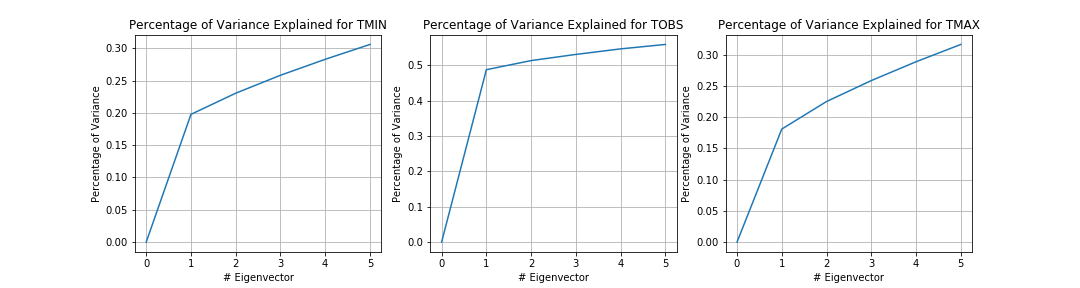 Percentage of Variance Explained for TMIN
Percentage of Variance
0.30
0.25
0.20
0.15
0.10
0.05
0.00
0 1 2 3 4 5
# Eigenvector
Percentage of Variance Explained for TOBS
Percentage of Variance
0.5
0.4
0.3
0.2
0.1
0.0
0 1 2 3 4 5
# Eigenvector
Percentage of Variance Explained for TMAX
Percentage of Variance
0.30
0.25
0.20
0.15
0.10
0.05
0.00
0 1 2 3 4 5
# Eigenvector